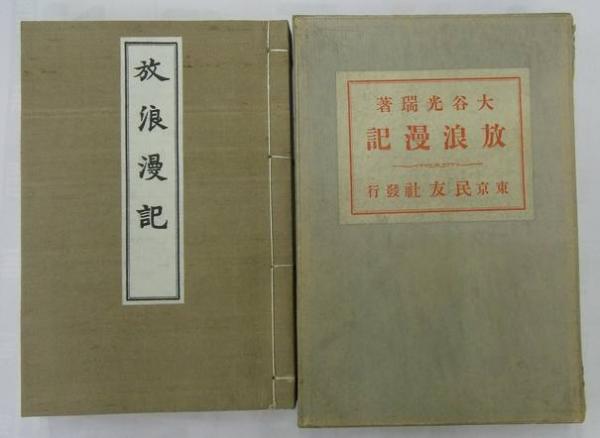 放浪漫記
大谷光瑞著
放浪漫記
東京民友社發行